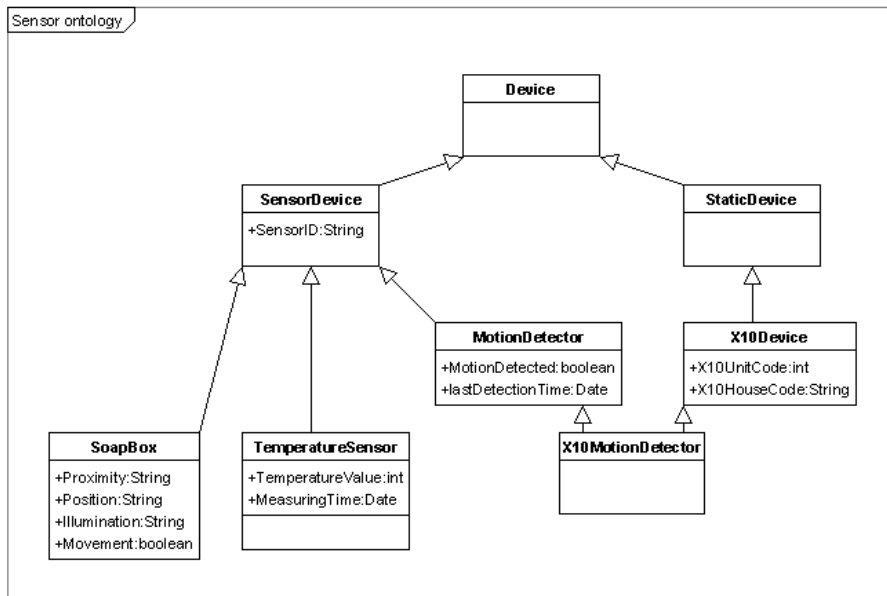 Sensor ontology
Device
SensorDevice
+SensorID:String
StaticDevice
MotionDetector
+MotionDetected:boolean
+lastDetectionTime:Date
X10Device
+X10UnitCode:int
+X10HouseCode:String
SoapBox
+Proximity:String
+Position:String
+Illumination:String
+Movement:boolean
TemperatureSensor
+TemperatureValue:int
+MeasuringTime:Date
X10MotionDetector